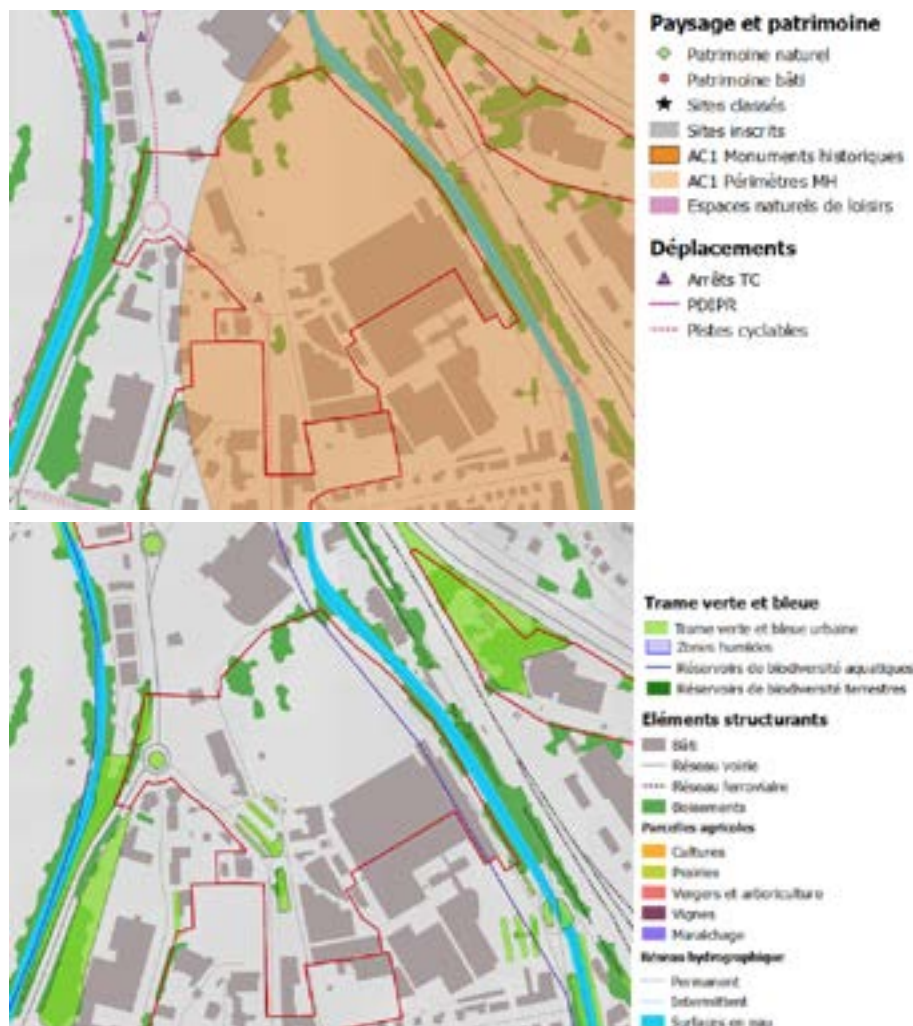 Paysage et patrimoine
Patrimoine naturel
Patrimoine bâti
Sites classés
Sites inscrits
AC1 Monuments historiques
AC1 Périmètres MH
Espaces naturels de loisirs
Déplacements
Arrêts TC
PDIPR
Pistes cyclables
Trame verte et bleue
Trame verte et bleue urbaine
Zones humides
Réservoirs de biodiversité aquatiques
Réservoirs de biodiversité terrestres
Eléments structurants
Bâti
Réseau voirie
Réseau ferroviaire
Boisements
Parcelles agricoles
Cultures
Prairies
Vergers et arboriculture
Vignes
Maraîchage
Réseau hydrographique
Permanent
Intermittent
Surfaces en eau